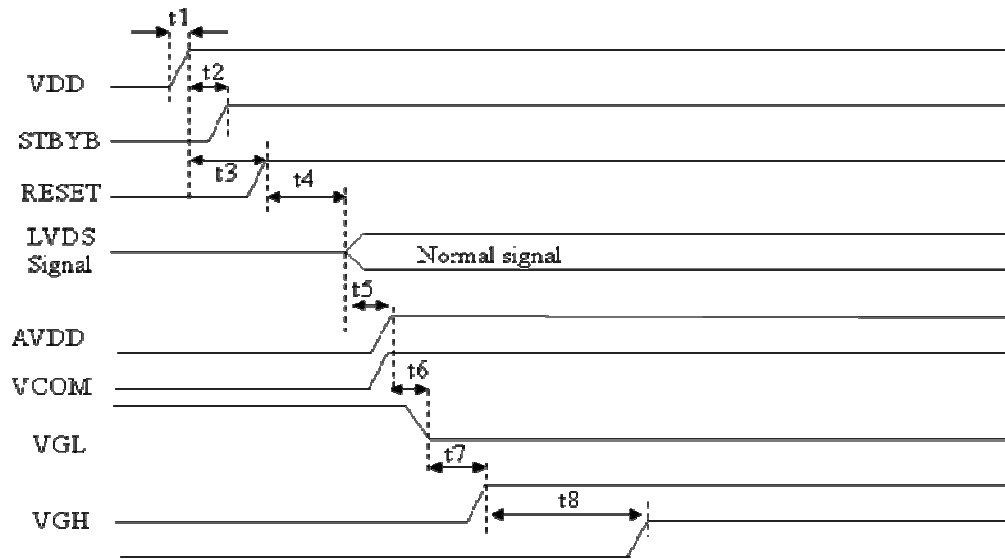 t1
VDD
t2
STBYB
t3
RESET
t4
LVDS
Signal
Normal signal
t5
AVDD
VCOM
t6
VGL
t7
VGH
t8